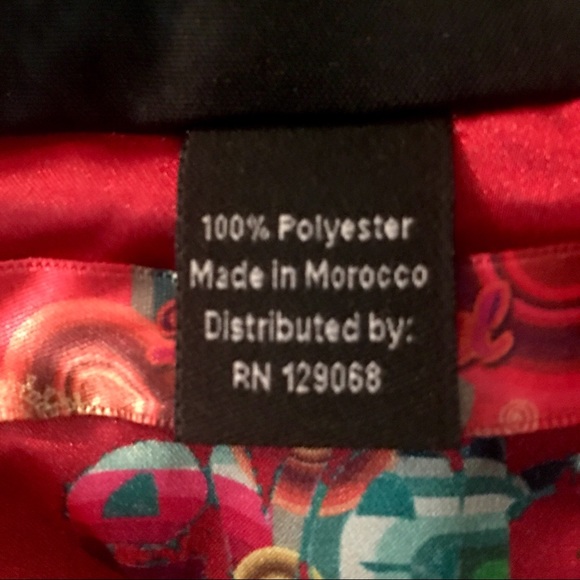 100% Polyester
Made in Morocco
Distributed by:
RN 129068